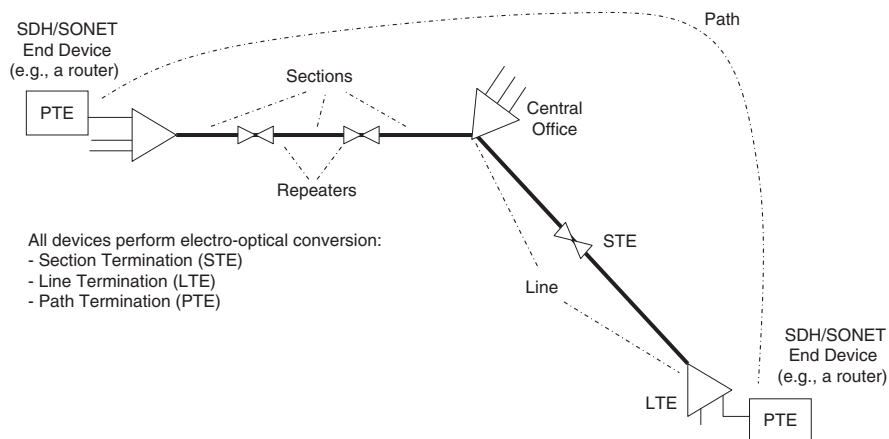 SDH/SONET
End Device
(e.g., a router)
PTE
Path
Sections
Central
Office
Repeaters
All devices perform electro-optical conversion:
- Section Termination (STE)
- Line Termination (LTE)
- Path Termination (PTE)
STE
Line
SDH/SONET
End Device
(e.g., a router)
LTE
PTE